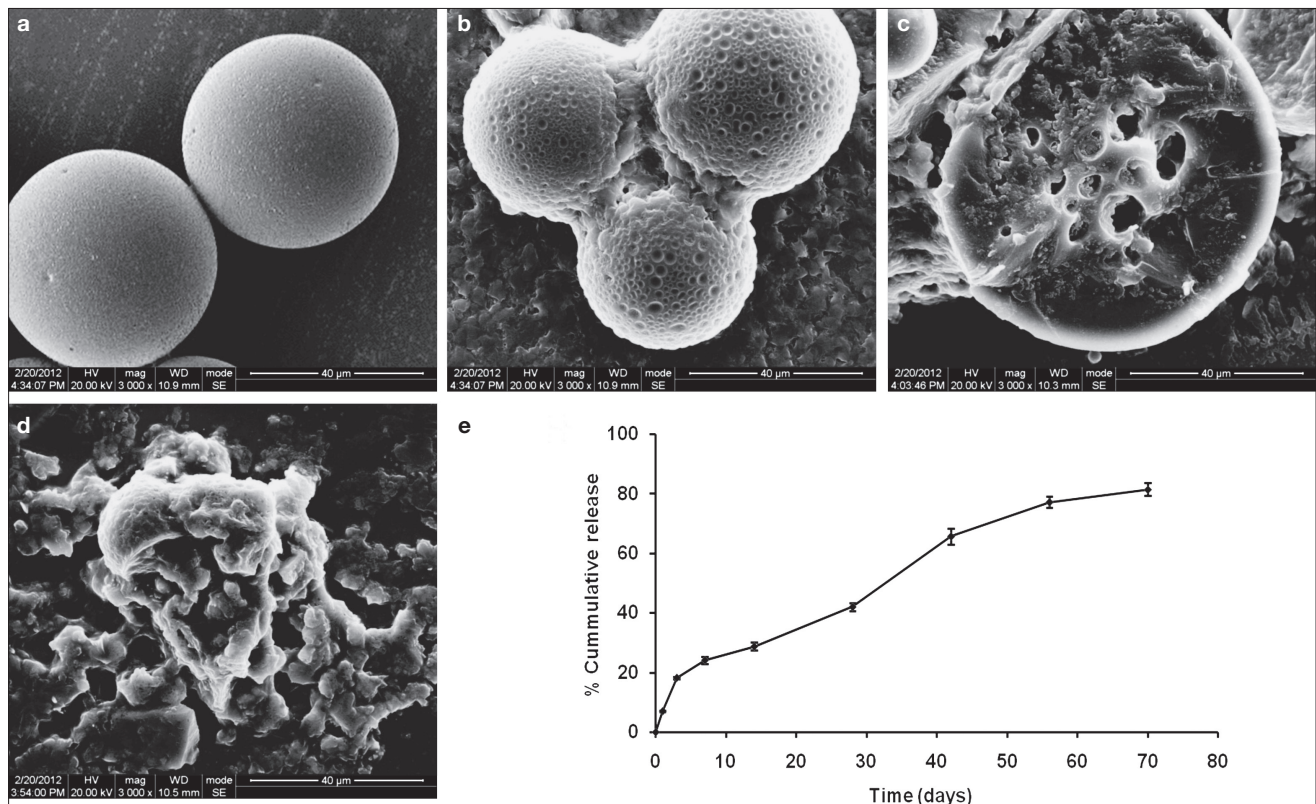 a
2/20/2012 HV mag WD mode
4:34:07 PM 20.00 kV 3 000 x 10.9 mm SE
40 µm
b
2/20/2012 HV mag WD mode
4:34:07 PM 20.00 kV 3 000 x 10.9 mm SE
40 µm
c
2/20/2012 HV mag WD mode
4:03:46 PM 20.00 kV 3 000 x 10.3 mm SE
40 µm
d
2/20/2012 HV mag WD mode
3:54:00 PM 20.00 kV 3 000 x 10.5 mm SE
40 µm
e
% Cummulative release
100
80
60
40
20
0
0 10 20 30 40 50 60 70 80
Time (days)